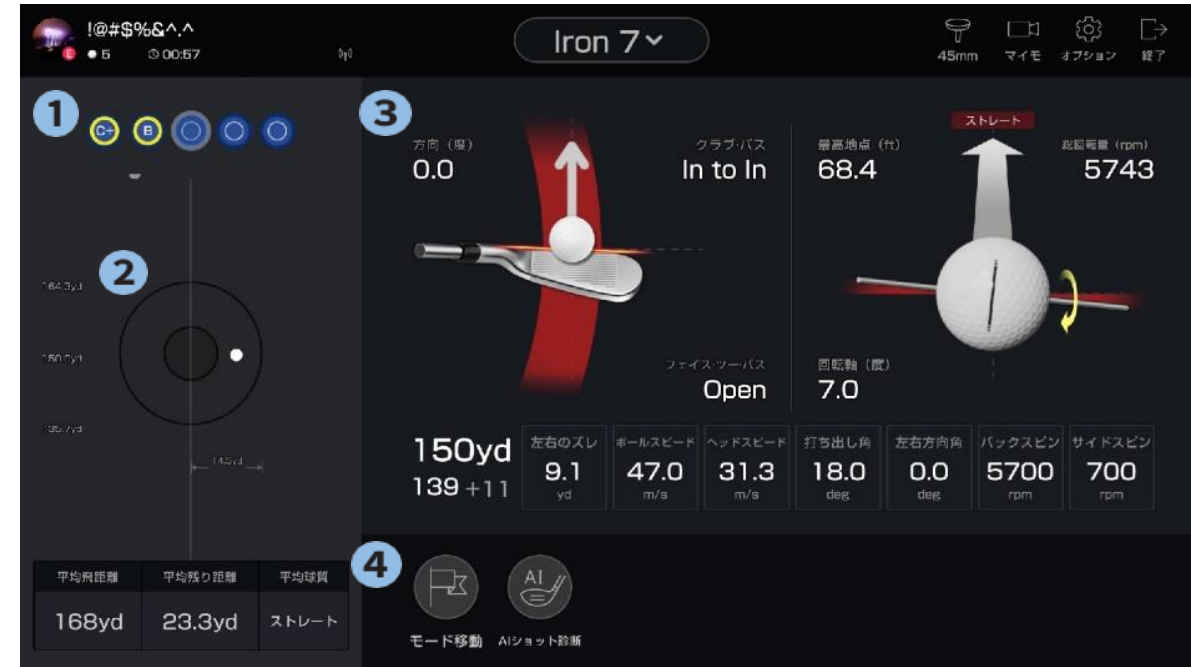 !@#$%&^.^
E
5 00:57
Iron 7
45mm マイモ オプション 終了
1
C+ B
2
164.3yd
150.0yd
135.7yd
14.5yd
平均飛距離 平均残り距離 平均球質
168yd 23.3yd ストレート
3
方向（度）
0.0
クラブ・パス
In to In
フェイス・ツー・パス
Open
ストレート
最高地点（ft）
68.4
総回転量（rpm）
5743
回転軸（度）
7.0
150yd
139 +11
左右のズレ ボールスピード ヘッドスピード 打ち出し角 左右方向角 バックスピン サイドスピン
9.1 47.0 31.3 18.0 0.0 5700 700
yd m/s m/s deg deg rpm rpm
4
AI
モード移動 AIショット診断